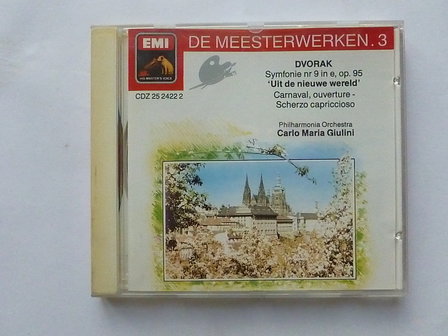 EMI
HIS MASTER'S VOICE
CDZ 25 2422 2
DE MEESTERWERKEN. 3
DVORAK
Symfonie nr 9 in e, op. 95
'Uit de nieuwe wereld'
Carnaval, ouverture -
Scherzo capriccioso
Philharmonia Orchestra
Carlo Maria Giulini